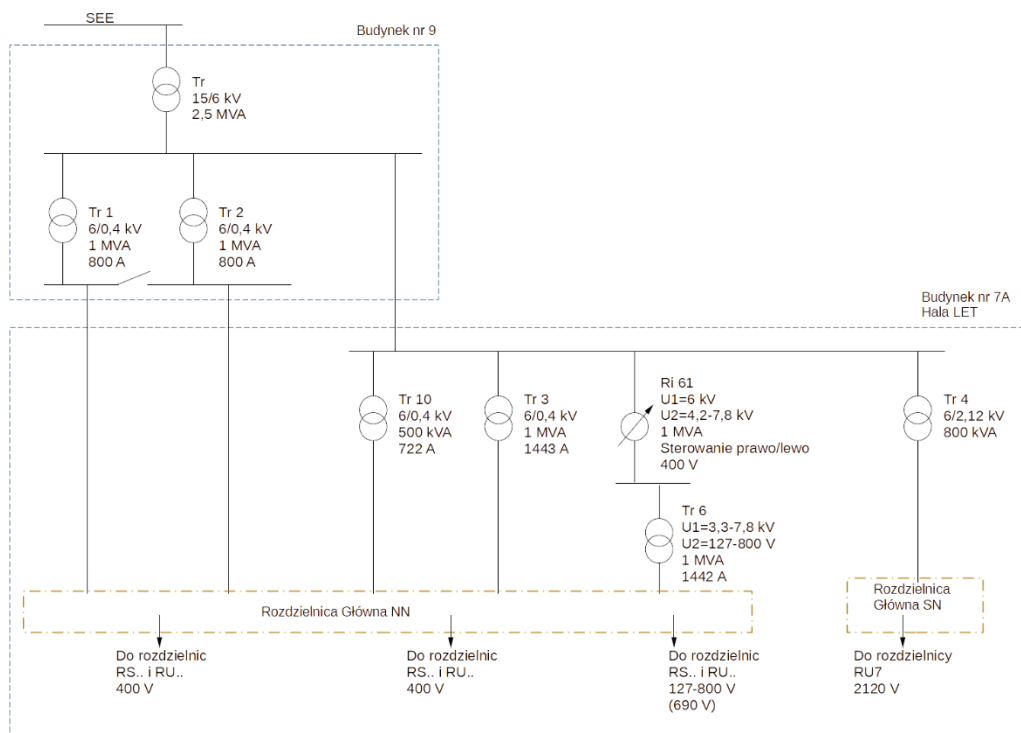 SEE
Budynek nr 9
Tr
15/6 kV
2,5 MVA
Tr 1
6/0,4 kV
1 MVA
800 A
Tr 2
6/0,4 kV
1 MVA
800 A
Budynek nr 7A
Hala LET
Tr 10
6/0,4 kV
500 kVA
722 A
Tr 3
6/0,4 kV
1 MVA
1443 A
Ri 61
U1=6 kV
U2=4,2-7,8 kV
1 MVA
Sterowanie prawo/lewo
400 V
Tr 4
6/2,12 kV
800 kVA
Tr 6
U1=3,3-7,8 kV
U2=127-800 V
1 MVA
1442 A
Rozdzielnica Główna NN
Rozdzielnica
Główna SN
Do rozdzielnic
RS.. i RU..
400 V
Do rozdzielnic
RS.. i RU..
400 V
Do rozdzielnic
RS.. i RU..
127-800 V
(690 V)
Do rozdzielnicy
RU7
2120 V